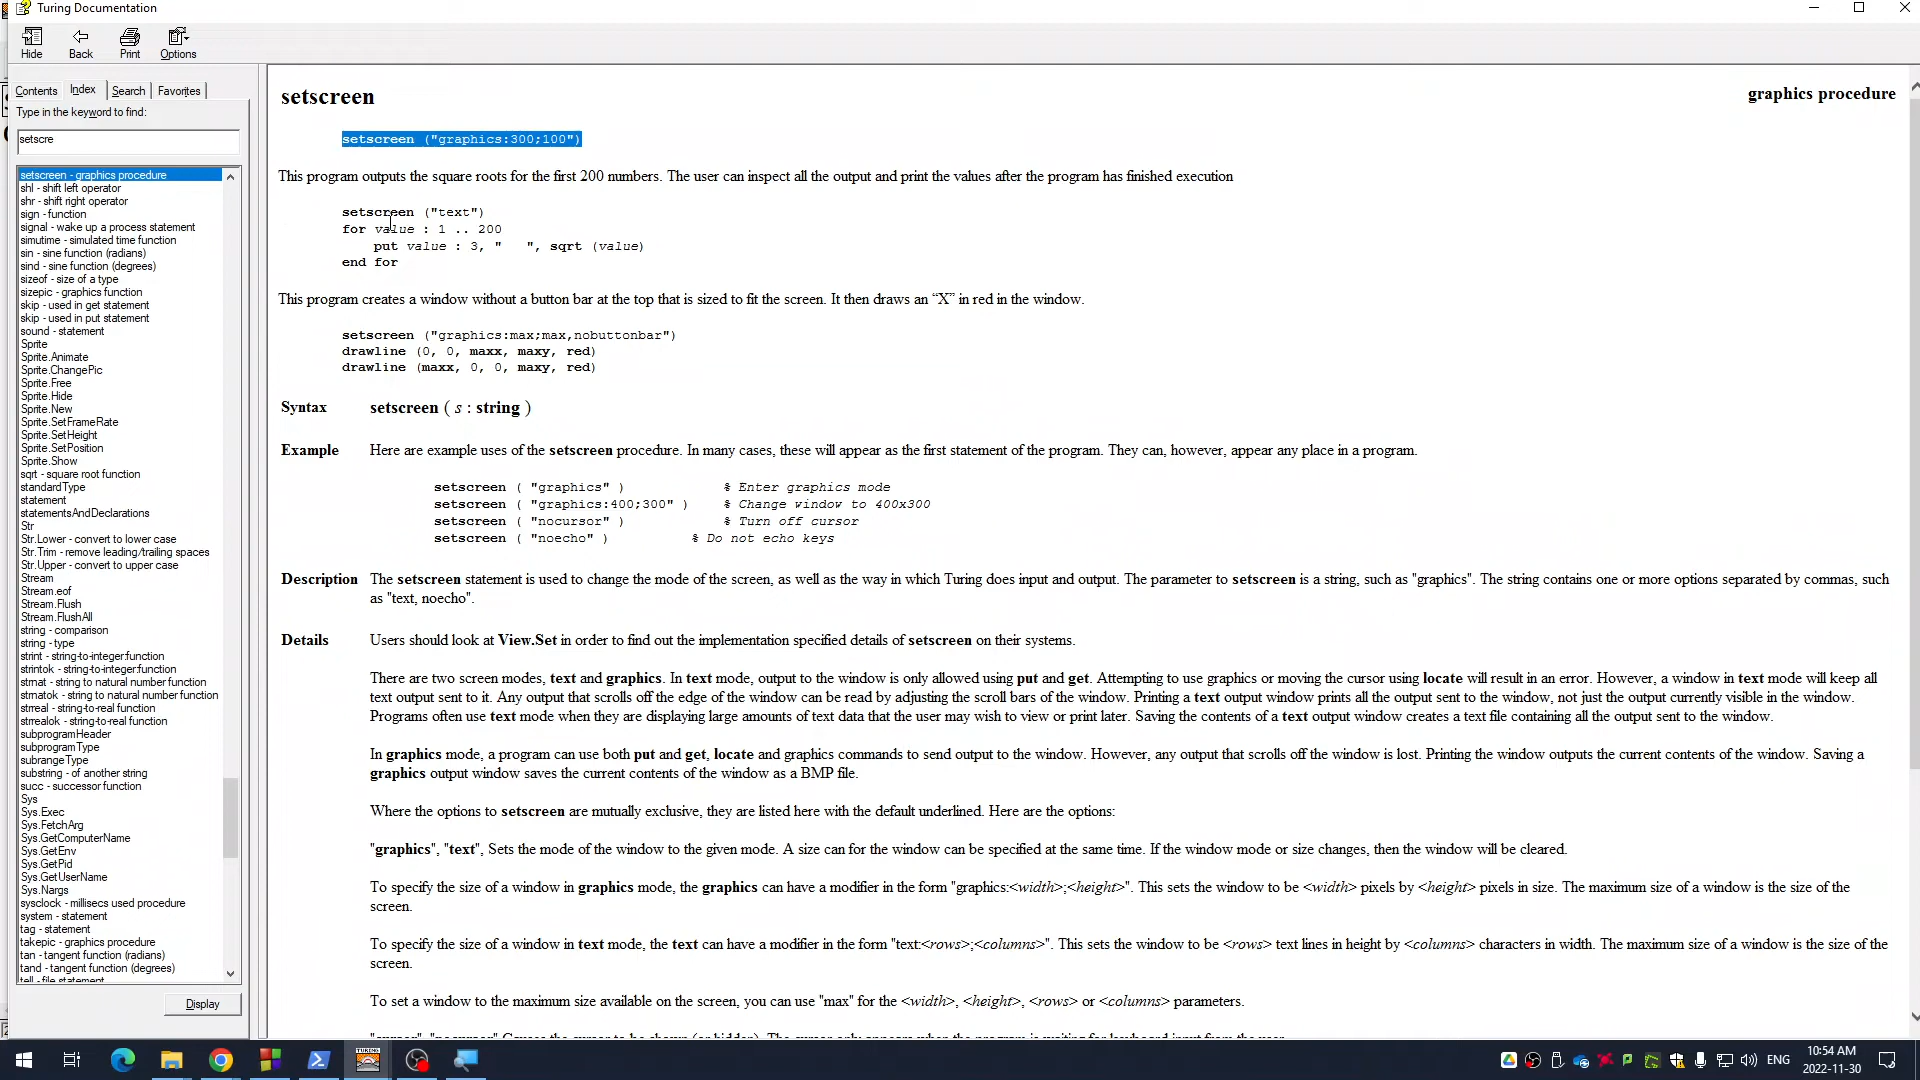 Turing Documentation
Hide Back Print Options
Contents Index Search Favorites
Type in the keyword to find:
setscre
setscreen - graphics procedure
shl - shift left operator
shr - shift right operator
sign - function
signal - wake up a process statement
simutime - simulated time function
sin - sine function (radians)
sind - sine function (degrees)
sizeof - size of a type
sizepic - graphics function
skip - used in get statement
skip - used in put statement
sound - statement
Sprite
Sprite.Animate
Sprite.ChangePic
Sprite.Free
Sprite.Hide
Sprite.New
Sprite.SetFrameRate
Sprite.SetHeight
Sprite.SetPosition
Sprite.Show
sqrt - square root function
standardType
statement
statementsAndDeclarations
Str
Str.Lower - convert to lower case
Str.Trim - remove leading/trailing spaces
Str.Upper - convert to upper case
Stream
Stream.eof
Stream.Flush
Stream.FlushAll
string - comparison
string - type
strint - string-to-integer function
strintok - string-to-integer function
strnat - string to natural number function
strnatok - string to natural number function
strreal - string-to-real function
strrealok - string-to-real function
subprogramHeader
subprogramType
subrangeType
substring - of another string
succ - successor function
Sys
Sys.Exec
Sys.FetchArg
Sys.GetComputerName
Sys.GetEnv
Sys.GetPid
Sys.GetUserName
Sys.Nargs
sysclock - millisecs used procedure
system - statement
tag - statement
takepic - graphics procedure
tan - tangent function (radians)
tand - tangent function (degrees)
tell - file statement
Display
setscreen graphics procedure
setscreen ("graphics:300;100")
This program outputs the square roots for the first 200 numbers. The user can inspect all the output and print the values after the program has finished execution
setscreen ("text")
for value : 1 .. 200
put value : 3, "   ", sqrt (value)
end for
This program creates a window without a button bar at the top that is sized to fit the screen. It then draws an “X” in red in the window.
setscreen ("graphics:max;max,nobuttonbar")
drawline (0, 0, maxx, maxy, red)
drawline (maxx, 0, 0, maxy, red)
Syntax setscreen ( s : string )
Example Here are example uses of the setscreen procedure. In many cases, these will appear as the first statement of the program. They can, however, appear any place in a program.
setscreen ( "graphics" ) % Enter graphics mode
setscreen ( "graphics:400;300" ) % Change window to 400x300
setscreen ( "nocursor" ) % Turn off cursor
setscreen ( "noecho" ) % Do not echo keys
Description The setscreen statement is used to change the mode of the screen, as well as the way in which Turing does input and output. The parameter to setscreen is a string, such as "graphics". The string contains one or more options separated by commas, such
as "text, noecho".
Details Users should look at View.Set in order to find out the implementation specified details of setscreen on their systems.
There are two screen modes, text and graphics. In text mode, output to the window is only allowed using put and get. Attempting to use graphics or moving the cursor using locate will result in an error. However, a window in text mode will keep all
text output sent to it. Any output that scrolls off the edge of the window can be read by adjusting the scroll bars of the window. Printing a text output window prints all the output sent to the window, not just the output currently visible in the window.
Programs often use text mode when they are displaying large amounts of text data that the user may wish to view or print later. Saving the contents of a text output window creates a text file containing all the output sent to the window.
In graphics mode, a program can use both put and get, locate and graphics commands to send output to the window. However, any output that scrolls off the window is lost. Printing the window outputs the current contents of the window. Saving a
graphics output window saves the current contents of the window as a BMP file.
Where the options to setscreen are mutually exclusive, they are listed here with the default underlined. Here are the options:
"graphics", "text", Sets the mode of the window to the given mode. A size can for the window can be specified at the same time. If the window mode or size changes, then the window will be cleared.
To specify the size of a window in graphics mode, the graphics can have a modifier in the form "graphics:<width>;<height>". This sets the window to be <width> pixels by <height> pixels in size. The maximum size of a window is the size of the
screen.
To specify the size of a window in text mode, the text can have a modifier in the form "text:<rows>;<columns>". This sets the window to be <rows> text lines in height by <columns> characters in width. The maximum size of a window is the size of the
screen.
To set a window to the maximum size available on the screen, you can use "max" for the <width>, <height>, <rows> or <columns> parameters.
"cursor", "nocursor" Causes the cursor to be shown (or hidden). The cursor only appears when the program is waiting for keyboard input from the user.
TURING
ENG
10:54 AM
2022-11-30